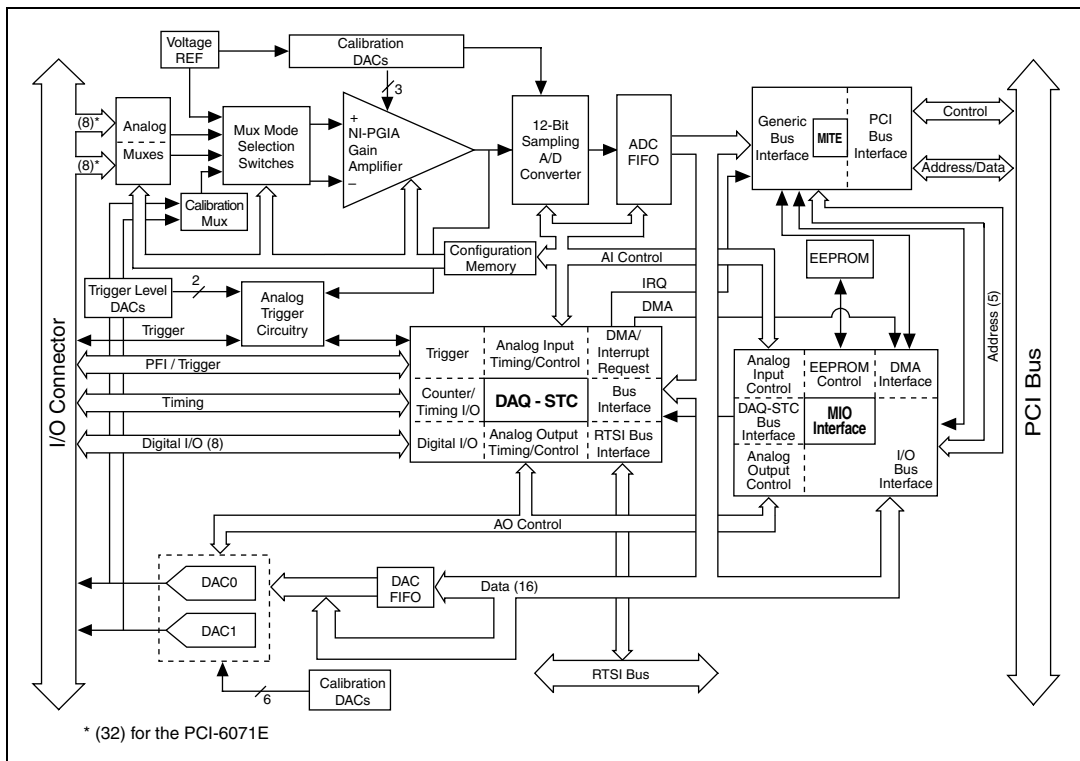 Voltage
REF
Calibration
DACs
3
(8)*
(8)*
Analog
Muxes
Mux Mode
Selection
Switches
+
NI-PGIA
Gain
Amplifier
–
12-Bit
Sampling
A/D
Converter
ADC
FIFO
Generic
Bus
Interface
MITE
PCI
Bus
Interface
Control
Address/Data
Calibration
Mux
Configuration
Memory
AI Control
EEPROM
Address (5)
Trigger Level
DACs
2
Analog
Trigger
Circuitry
IRQ
DMA
Trigger
PFI / Trigger
Timing
Digital I/O (8)
I/O Connector
PCI Bus
Trigger
Analog Input
Timing/Control
DMA/
Interrupt
Request
Counter/
Timing I/O
DAQ - STC
Bus
Interface
Digital I/O
Analog Output
Timing/Control
RTSI Bus
Interface
Analog
Input
Control
EEPROM
Control
DMA
Interface
DAQ-STC
Bus
Interface
MIO
Interface
Analog
Output
Control
I/O
Bus
Interface
AO Control
DAC0
DAC1
DAC
FIFO
Data (16)
Calibration
DACs
6
RTSI Bus
* (32) for the PCI-6071E